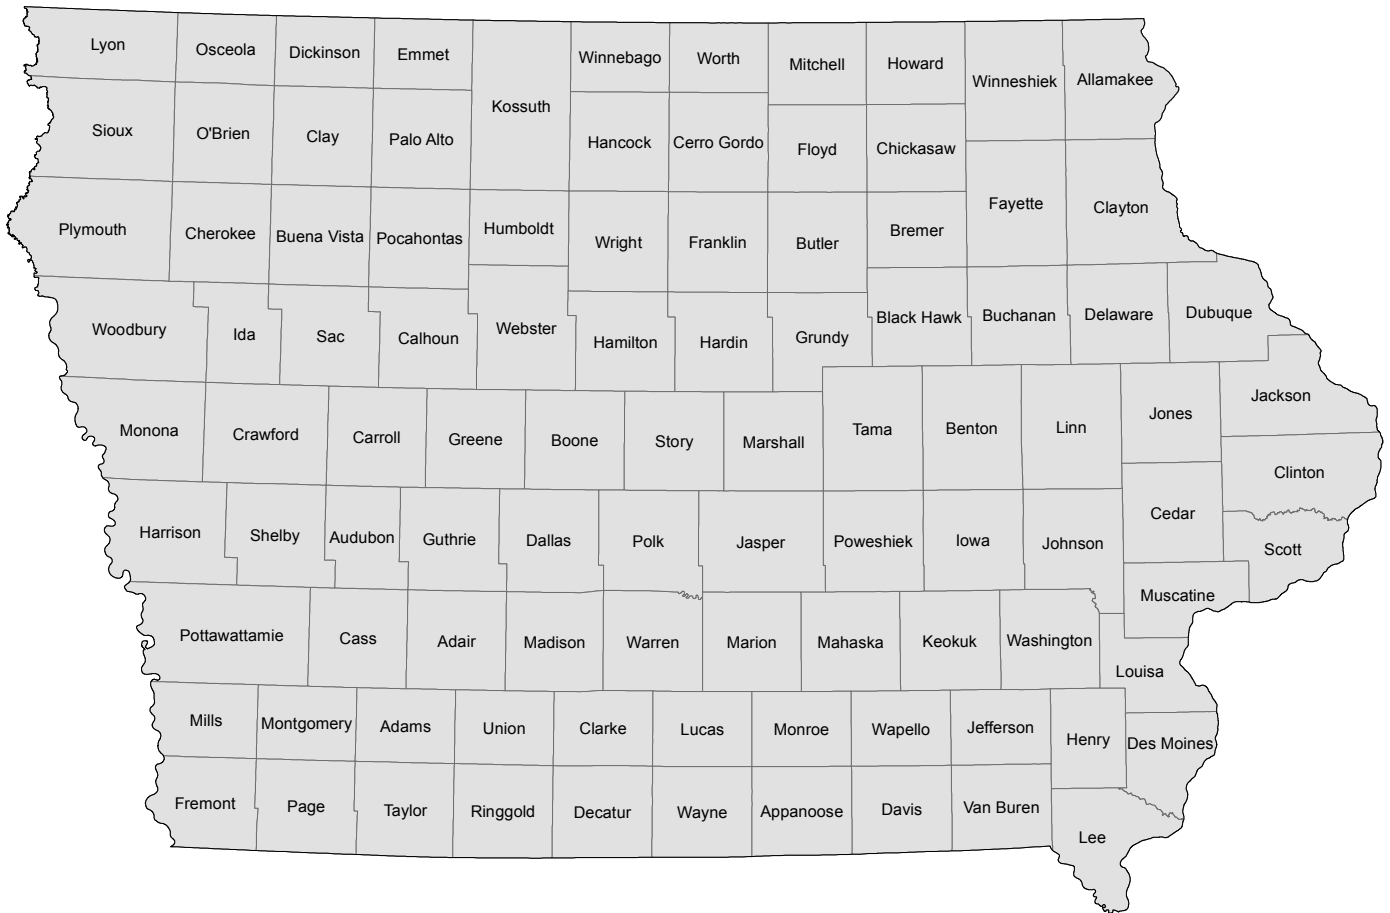 Lyon
Osceola
Dickinson
Emmet
Kossuth
Winnebago
Worth
Mitchell
Howard
Winneshiek
Allamakee
Sioux
O'Brien
Clay
Palo Alto
Hancock
Cerro Gordo
Floyd
Chickasaw
Plymouth
Cherokee
Buena Vista
Pocahontas
Humboldt
Wright
Franklin
Butler
Bremer
Fayette
Clayton
Woodbury
Ida
Sac
Calhoun
Webster
Hamilton
Hardin
Grundy
Black Hawk
Buchanan
Delaware
Dubuque
Monona
Crawford
Carroll
Greene
Boone
Story
Marshall
Tama
Benton
Linn
Jones
Jackson
Clinton
Harrison
Shelby
Audubon
Guthrie
Dallas
Polk
Jasper
Poweshiek
Iowa
Johnson
Cedar
Scott
Muscatine
Pottawattamie
Cass
Adair
Madison
Warren
Marion
Mahaska
Keokuk
Washington
Louisa
Mills
Montgomery
Adams
Union
Clarke
Lucas
Monroe
Wapello
Jefferson
Henry
Des Moines
Fremont
Page
Taylor
Ringgold
Decatur
Wayne
Appanoose
Davis
Van Buren
Lee